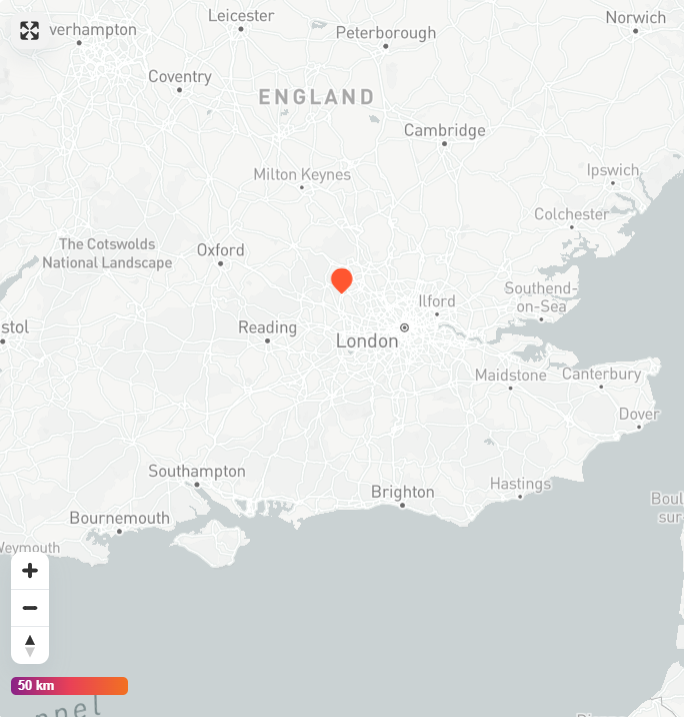 Leicester
Norwich
verhampton
Peterborough
Coventry
ENGLAND
Cambridge
Milton Keynes
Ipswich
Colchester
The Cotswolds
National Landscape
Oxford
Southend-
on-Sea
Ilford
stol
Reading
London
Maidstone
Canterbury
Dover
Southampton
Brighton
Hastings
Boul
sur
Bournemouth
Weymouth
50 km
nnel